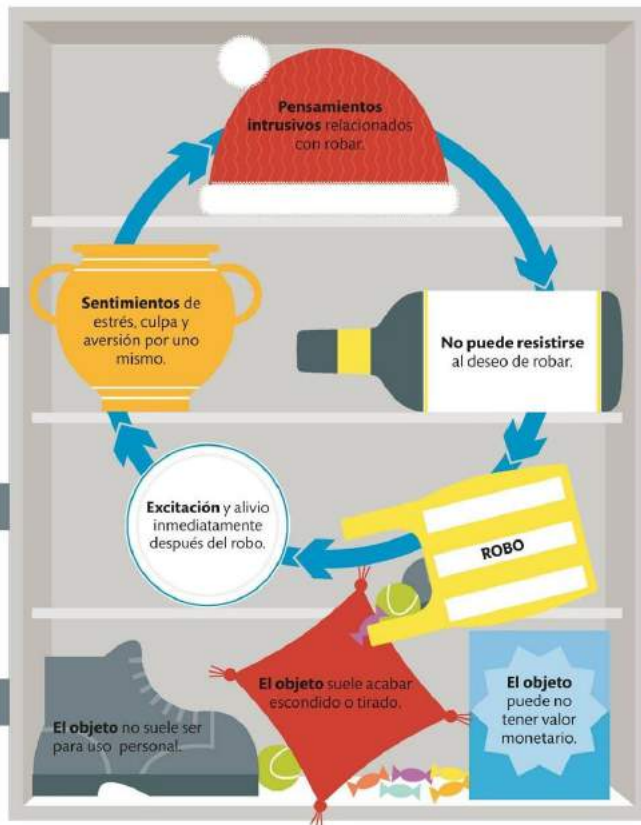 Pensamientos
intrusivos relacionados
con robar.
No puede resistirse
al deseo de robar.
ROBO
Excitación y alivio
inmediatamente
después del robo.
Sentimientos de
estrés, culpa y
aversión por uno
mismo.
El objeto no suele ser
para uso personal.
El objeto suele acabar
escondido o tirado.
El objeto
puede no
tener valor
monetario.